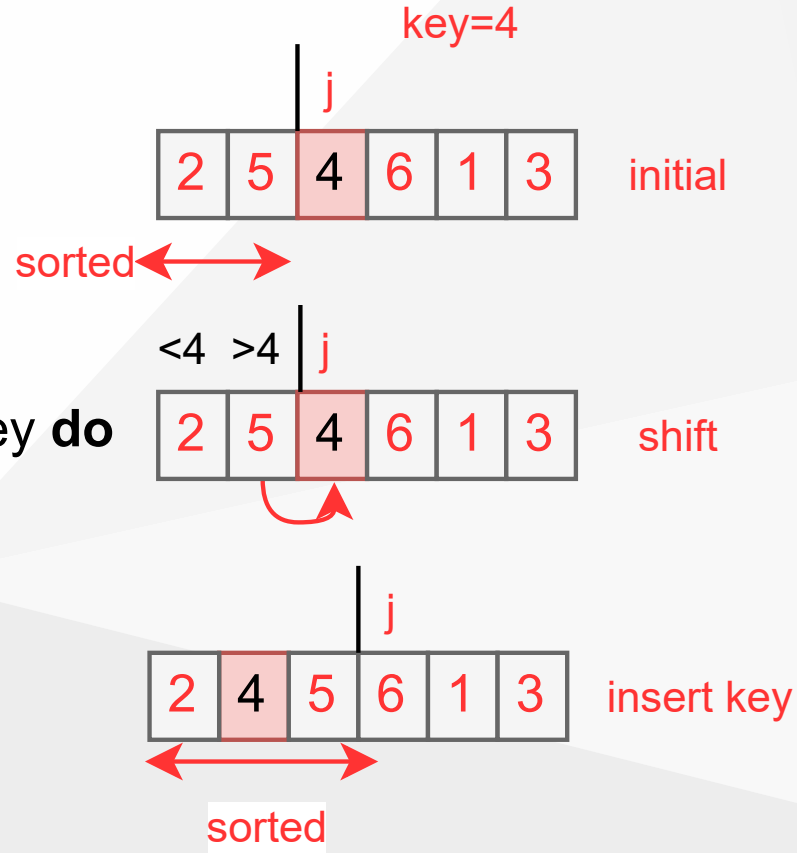 key=4
j
2 5 4 6 1 3 initial
sorted
<4 >4 j
ey do
2 5 4 6 1 3 shift
j
2 4 5 6 1 3 insert key
sorted